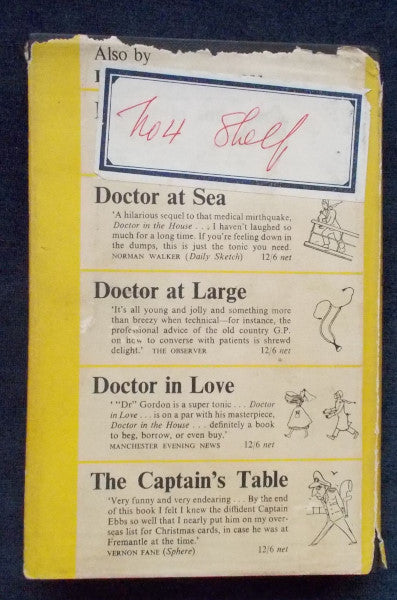 Also by
No 4 Shelf
Doctor at Sea
'A hilarious sequel to that medical mirthquake,
Doctor in the House . . , I haven't laughed so
much for a long time. If you're feeling down in
the dumps, this is just the tonic you need.
NORMAN WALKER (Daily Sketch) 12/6 net
Doctor at Large
'It's all young and jolly and something more
than breezy when technical—for instance, the
professional advice of the old country G.P.
on how to converse with patients is shrewd
delight.' THE OBSERVER 12/6 net
Doctor in Love
' "Dr" Gordon is a super tonic . . . Doctor
in Love . . . is on a par with his masterpiece,
Doctor in the House . . . definitely a book
to beg, borrow, or even buy.'
MANCHESTER EVENING NEWS 12/6 net
The Captain's Table
'Very funny and very endearing . . . By the end
of this book I felt I knew the diffident Captain
Ebbs so well that I nearly put him on my over-
seas list for Christmas cards, in case he was at
Fremantle at the time.'
VERNON FANE (Sphere) 12/6 net